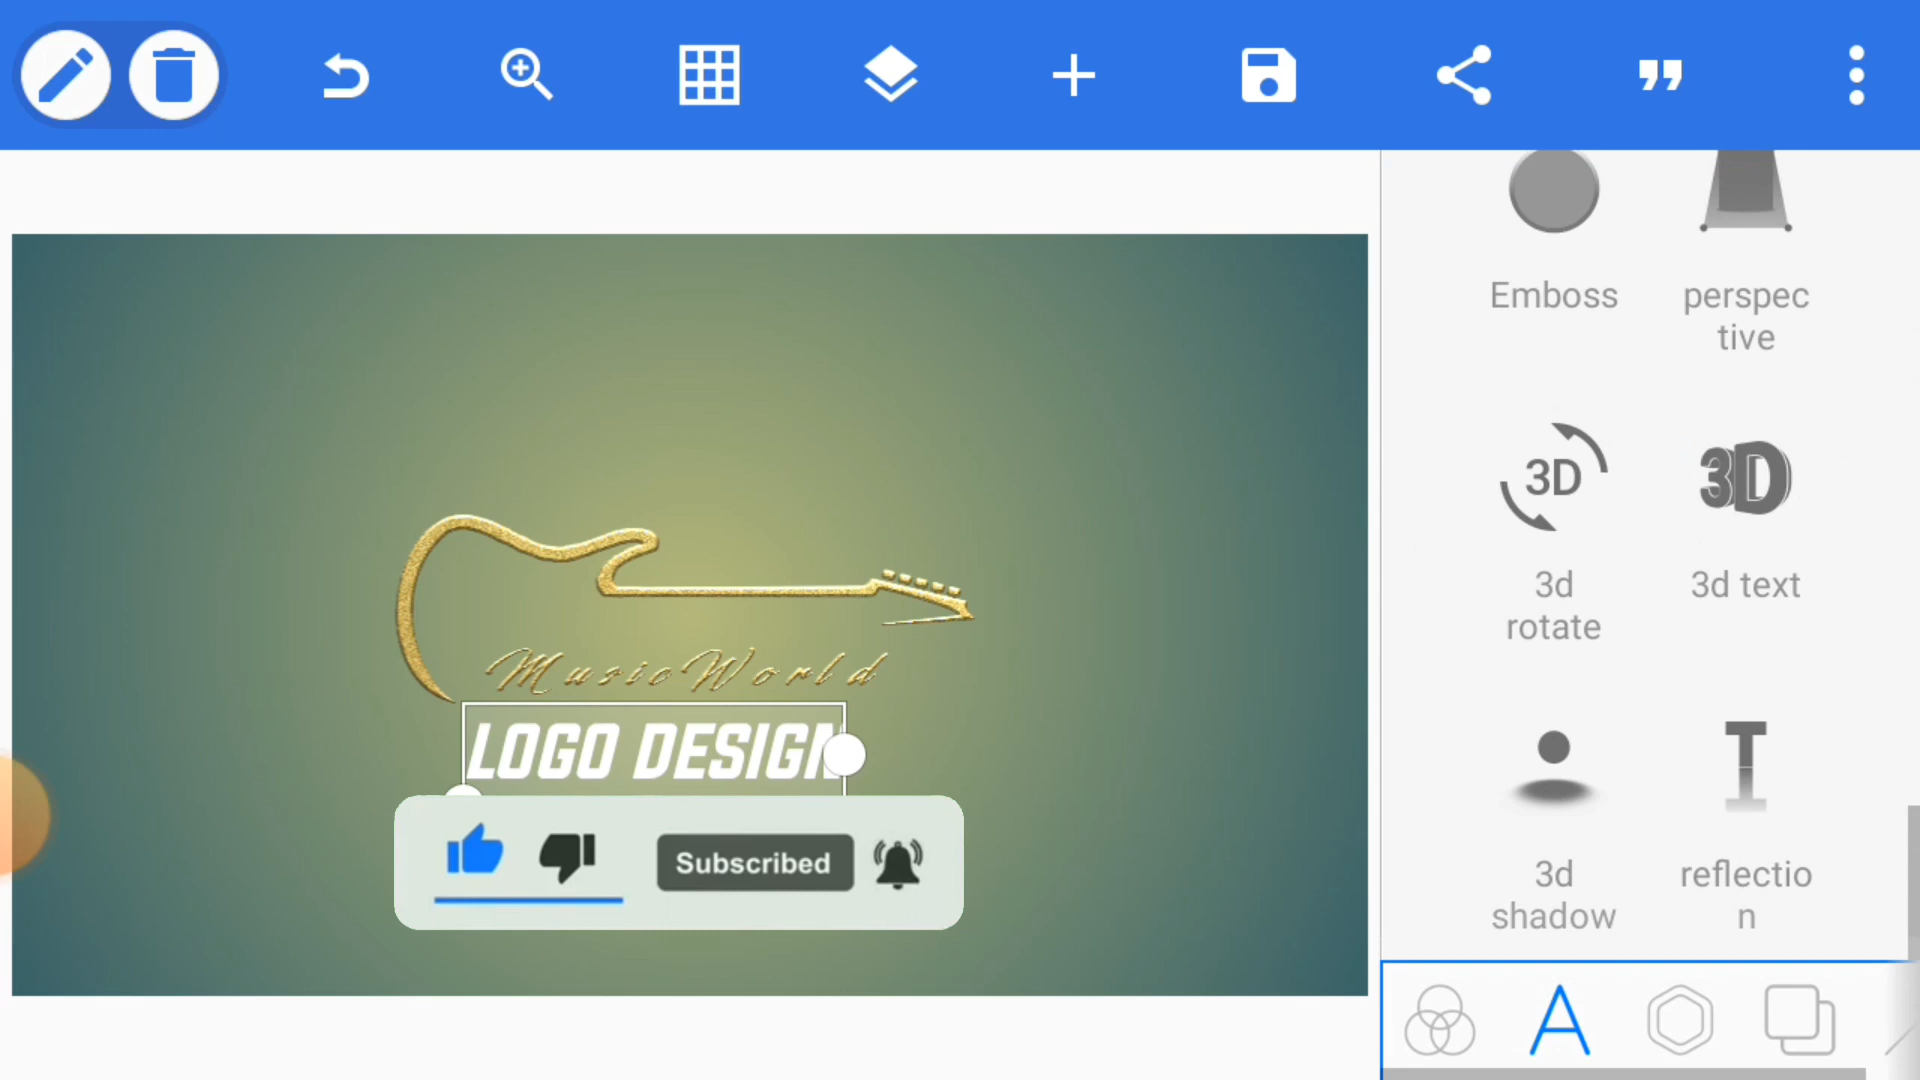 Emboss
perspec
tive
3D
3D
3d
rotate
3d text
MusicWorld
LOGO DESIGN
T
3d
shadow
reflectio
n
Subscribed
A